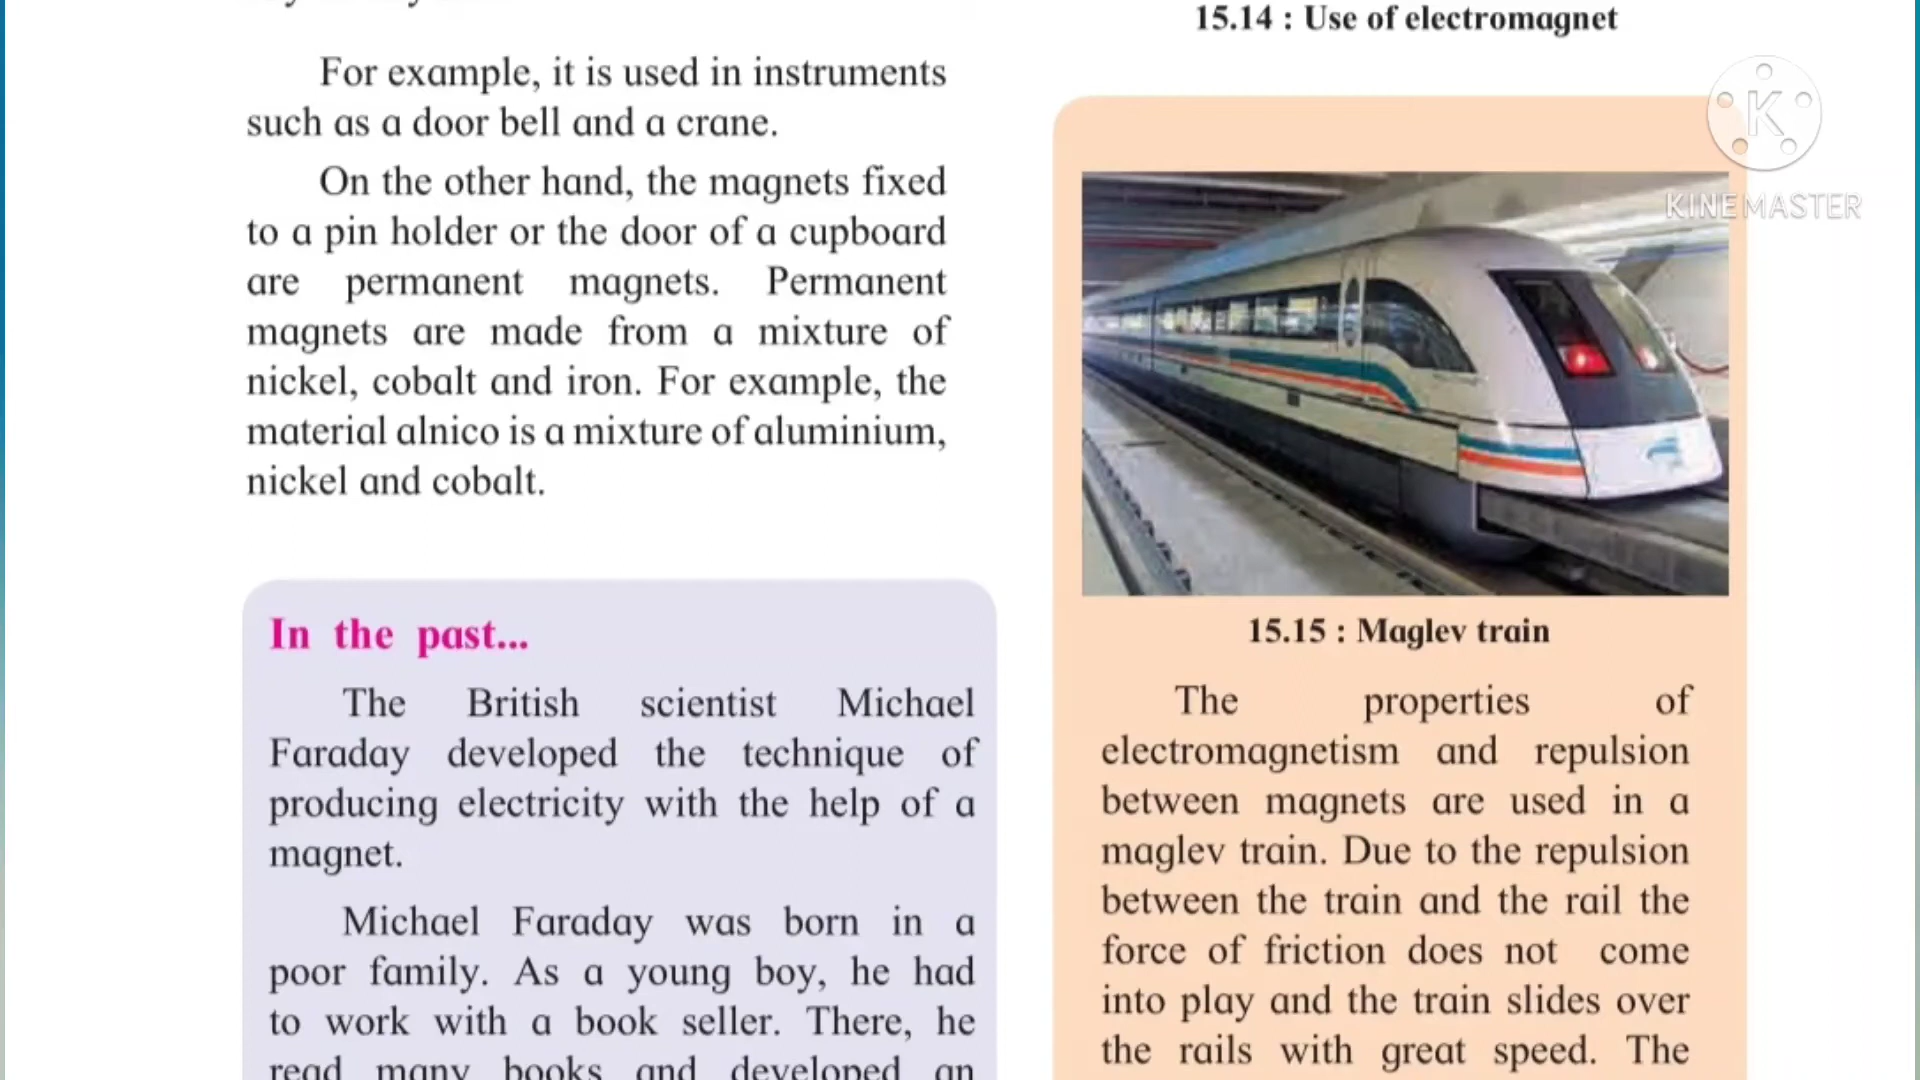 For example, it is used in instruments
such as a door bell and a crane.
On the other hand, the magnets fixed
to a pin holder or the door of a cupboard
are permanent magnets. Permanent
magnets are made from a mixture of
nickel, cobalt and iron. For example, the
material alnico is a mixture of aluminium,
nickel and cobalt.
In the past...
The British scientist Michael
Faraday developed the technique of
producing electricity with the help of a
magnet.
Michael Faraday was born in a
poor family. As a young boy, he had
to work with a book seller. There, he
read many books and developed an
15.14 : Use of electromagnet
K
KINEMASTER
15.15 : Maglev train
The properties of
electromagnetism and repulsion
between magnets are used in a
maglev train. Due to the repulsion
between the train and the rail the
force of friction does not come
into play and the train slides over
the rails with great speed. The